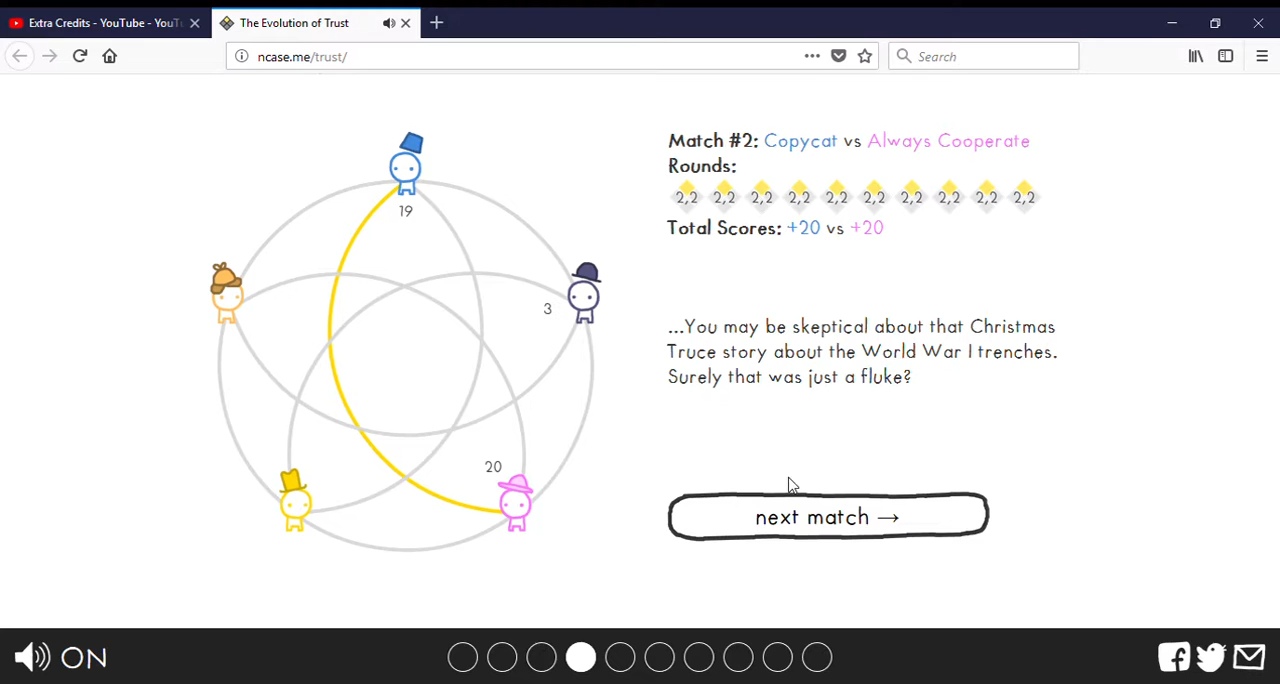 Extra Credits - YouTube - YouTu
The Evolution of Trust
ncase.me/trust/
Search
19
3
20
Match #2: Copycat vs Always Cooperate
Rounds:
2,2 2,2 2,2 2,2 2,2 2,2 2,2 2,2 2,2 2,2
Total Scores: +20 vs +20
...You may be skeptical about that Christmas
Truce story about the World War I trenches.
Surely that was just a fluke?
next match →
ON